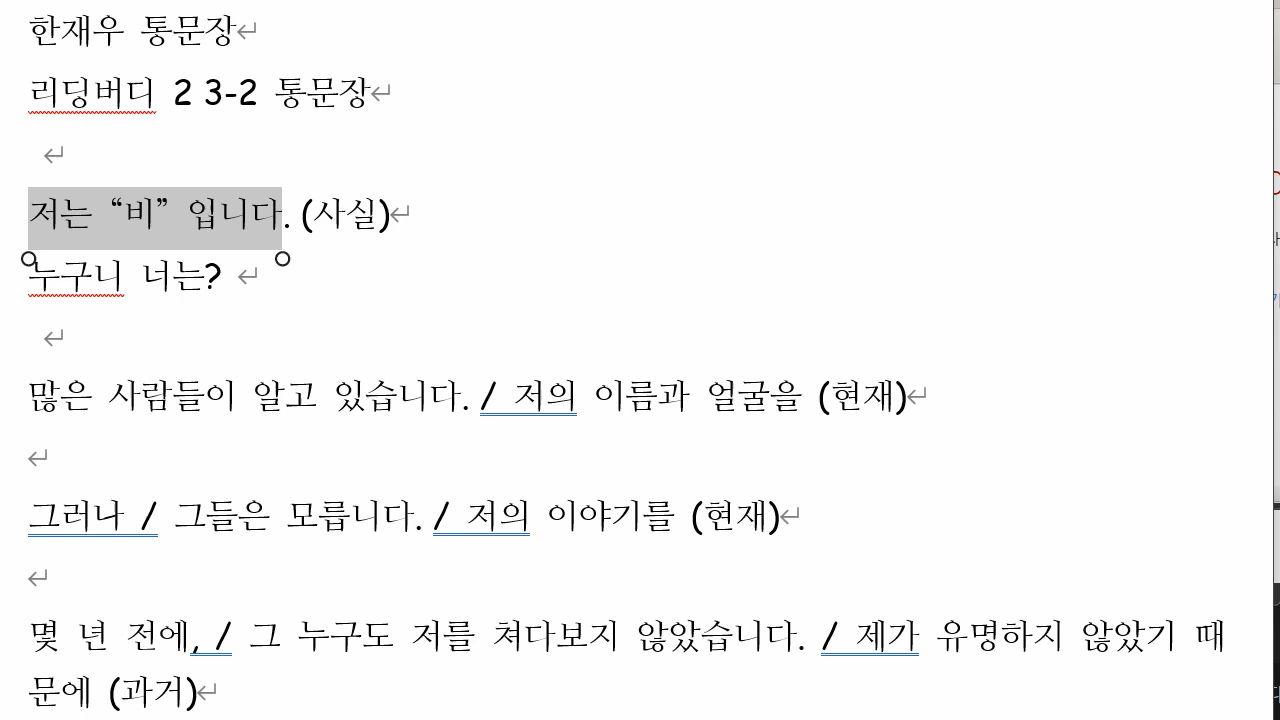 한재우 통문장
리딩버디 2 3-2 통문장
저는 “비” 입니다. (사실)
누구니 너는?
많은 사람들이 알고 있습니다. / 저의 이름과 얼굴을 (현재)
그러나 / 그들은 모릅니다. / 저의 이야기를 (현재)
몇 년 전에, / 그 누구도 저를 쳐다보지 않았습니다. / 제가 유명하지 않았기 때
문에 (과거)